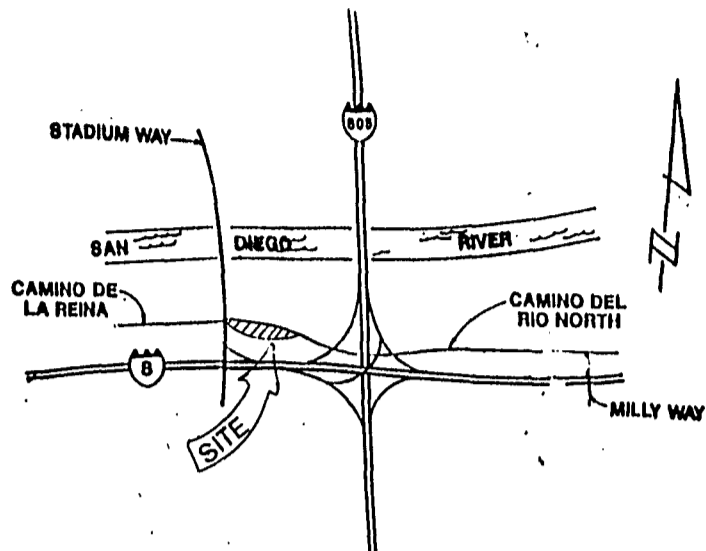 805
STADIUM WAY
SAN DIEGO RIVER
N
CAMINO DE
LA REINA
CAMINO DEL
RIO NORTH
8
MILLY WAY
SITE